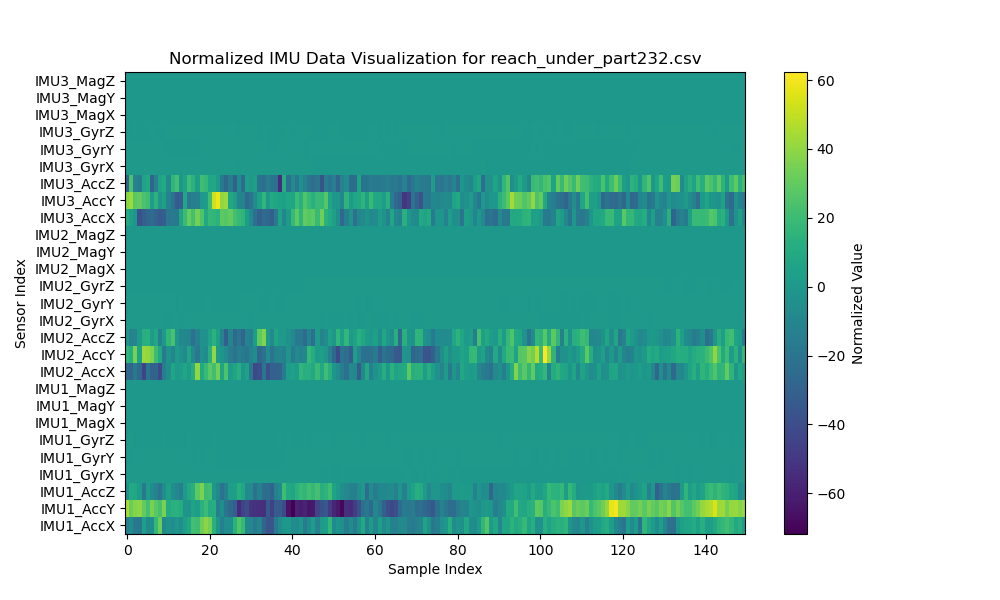 Normalized IMU Data Visualization for reach_under_part232.csv
IMU3_MagZ
IMU3_MagY
IMU3_MagX
IMU3_GyrZ
IMU3_GyrY
IMU3_GyrX
IMU3_AccZ
IMU3_AccY
IMU3_AccX
IMU2_MagZ
IMU2_MagY
IMU2_MagX
IMU2_GyrZ
IMU2_GyrY
IMU2_GyrX
IMU2_AccZ
IMU2_AccY
IMU2_AccX
IMU1_MagZ
IMU1_MagY
IMU1_MagX
IMU1_GyrZ
IMU1_GyrY
IMU1_GyrX
IMU1_AccZ
IMU1_AccY
IMU1_AccX
Sensor Index
0 20 40 60 80 100 120 140
Sample Index
60
40
20
0
−20
−40
−60
Normalized Value